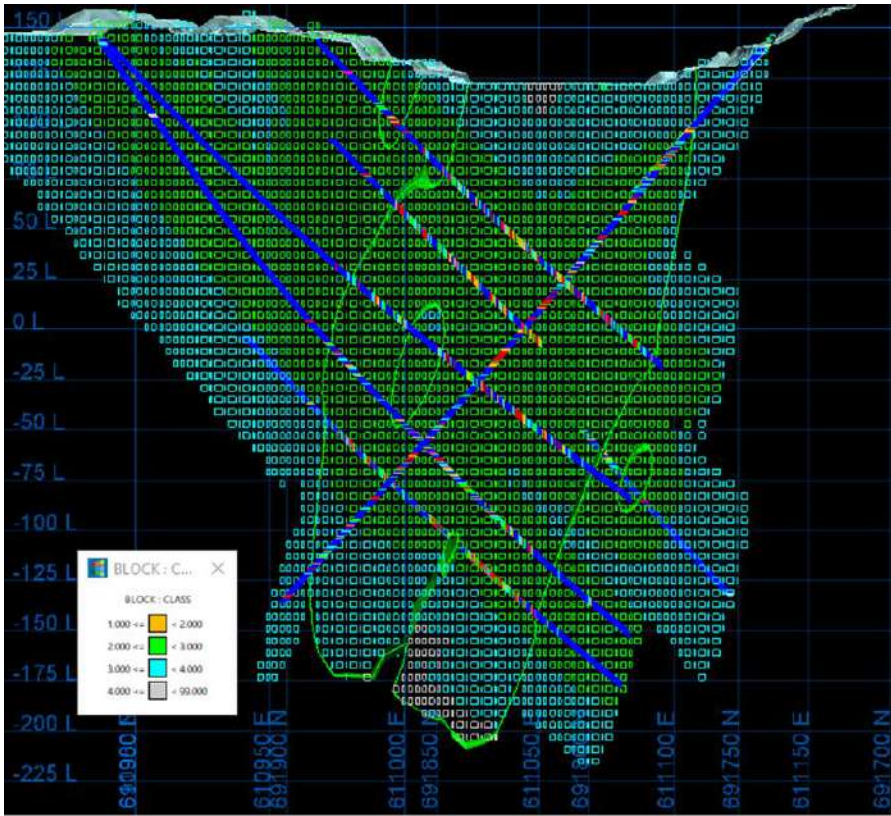 150 L
50 L
25 L
0 L
-25 L
-50 L
-75 L
-100 L
-125 L
-150 L
-175 L
-200 L
-225 L
BLOCK : C...
BLOCK : CLASS
1.000 <= < 2.000
2.000 <= < 3.000
3.000 <= < 4.000
4.000 <= < 99.000
610950 E
611000 E
691850 N
611050 E
611100 E
691750 N
611150 E
691700 N